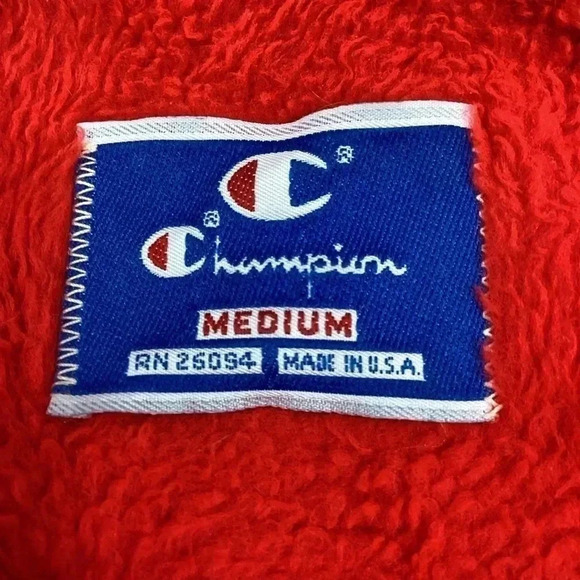 C ®
® Champion
MEDIUM
RN 26094 MADE IN U.S.A.